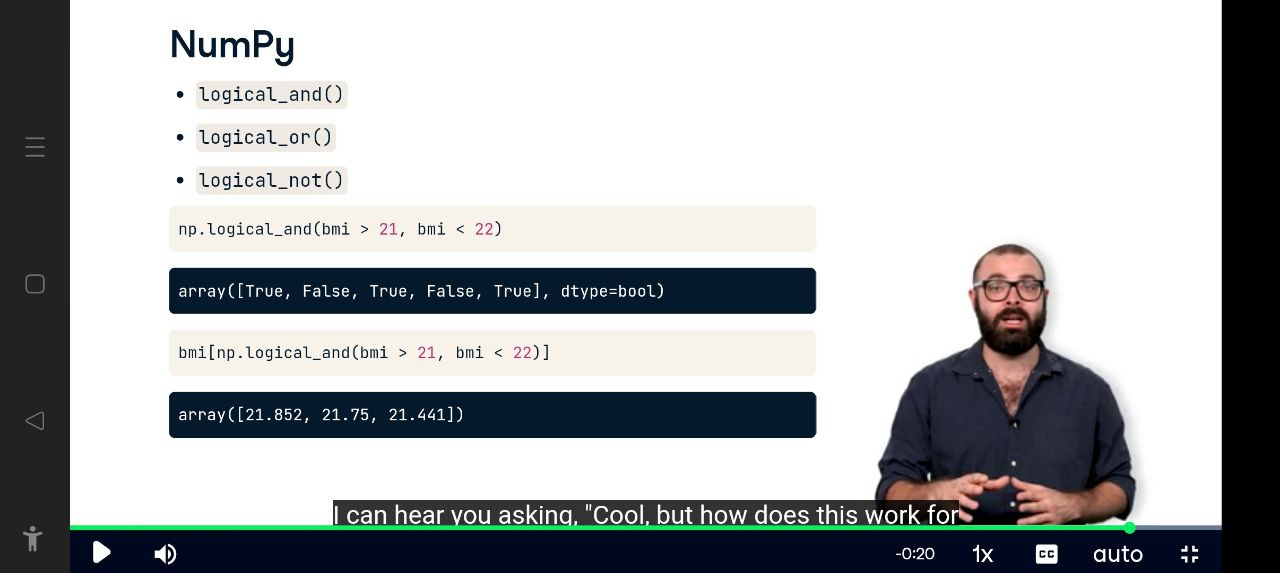 NumPy
logical_and()
logical_or()
logical_not()
np.logical_and(bmi > 21, bmi < 22)
array([True, False, True, False, True], dtype=bool)
bmi[np.logical_and(bmi > 21, bmi < 22)]
array([21.852, 21.75, 21.441])
I can hear you asking, "Cool, but how does this work for
-0:20 1x CC auto